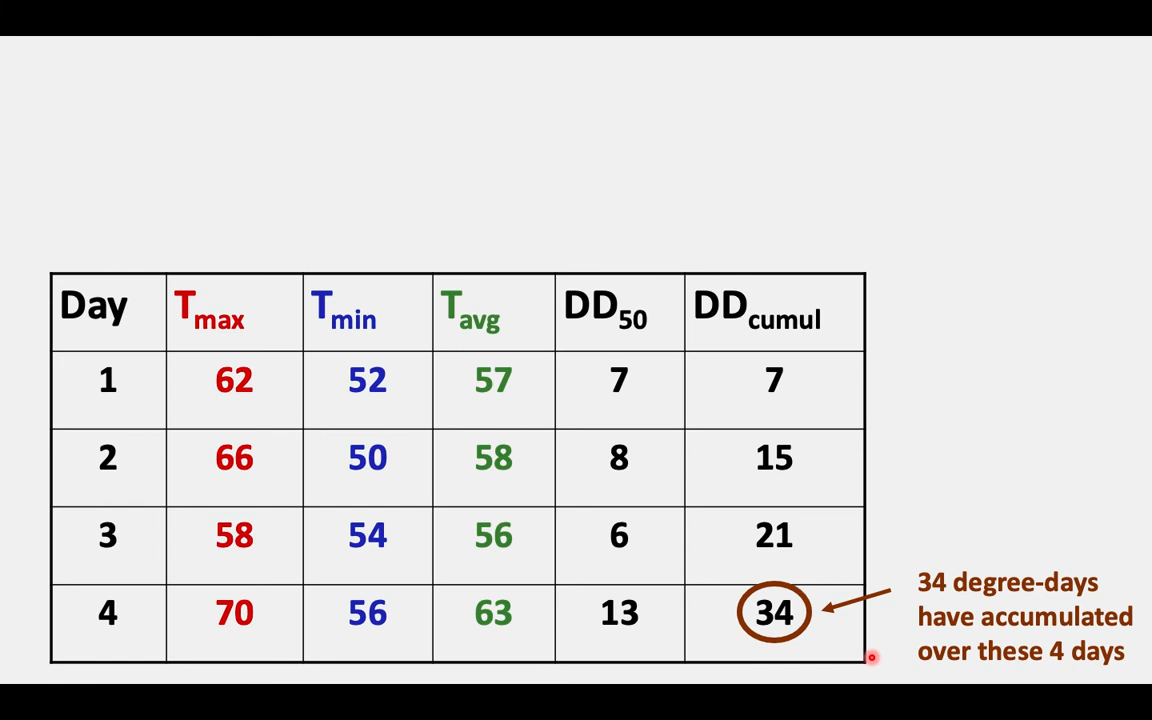 Day Tmax Tmin Tavg DD50 DDcumul
1 62 52 57 7 7
2 66 50 58 8 15
3 58 54 56 6 21
4 70 56 63 13 34
34 degree-days
have accumulated
over these 4 days